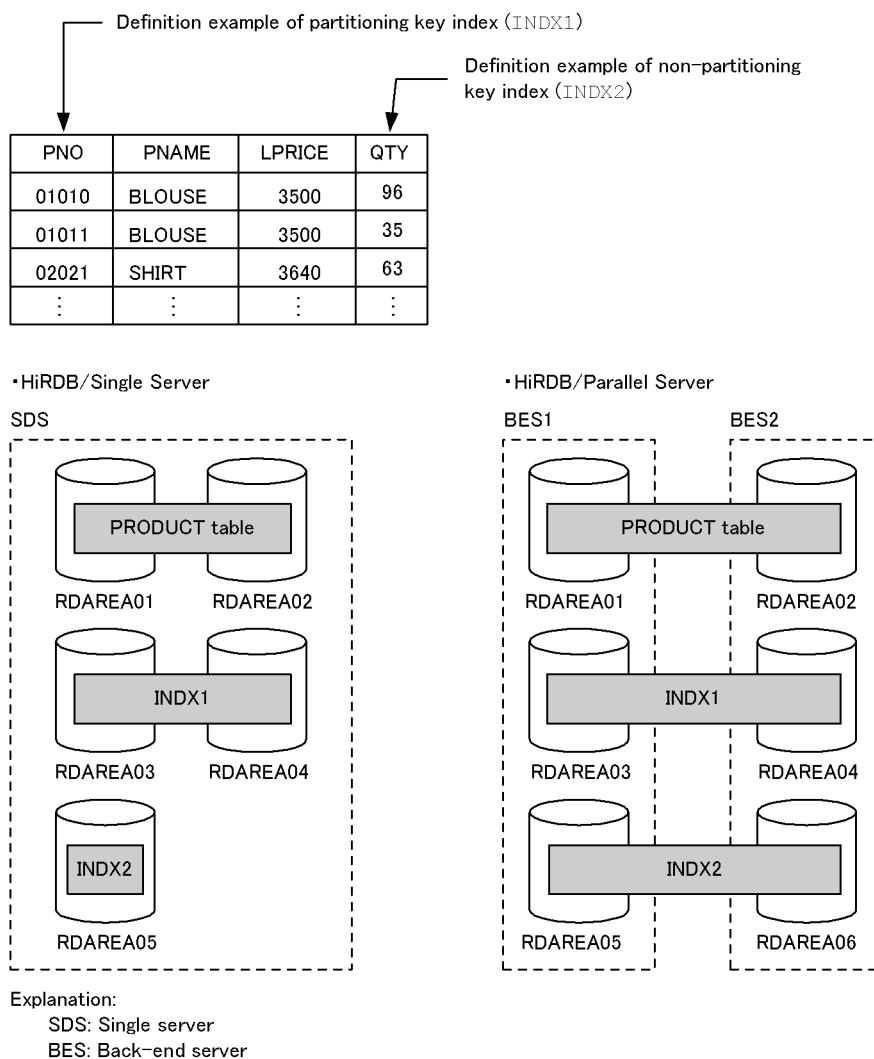 Definition example of partitioning key index (INDX1)
Definition example of non-partitioning
key index (INDX2)
PNO PNAME LPRICE QTY
01010 BLOUSE 3500 96
01011 BLOUSE 3500 35
02021 SHIRT 3640 63
⋮ ⋮ ⋮ ⋮
・HiRDB/Single Server
SDS
PRODUCT table
RDAREA01 RDAREA02
INDX1
RDAREA03 RDAREA04
INDX2
RDAREA05
・HiRDB/Parallel Server
BES1 BES2
PRODUCT table
RDAREA01 RDAREA02
INDX1
RDAREA03 RDAREA04
INDX2
RDAREA05 RDAREA06
Explanation:
SDS: Single server
BES: Back-end server